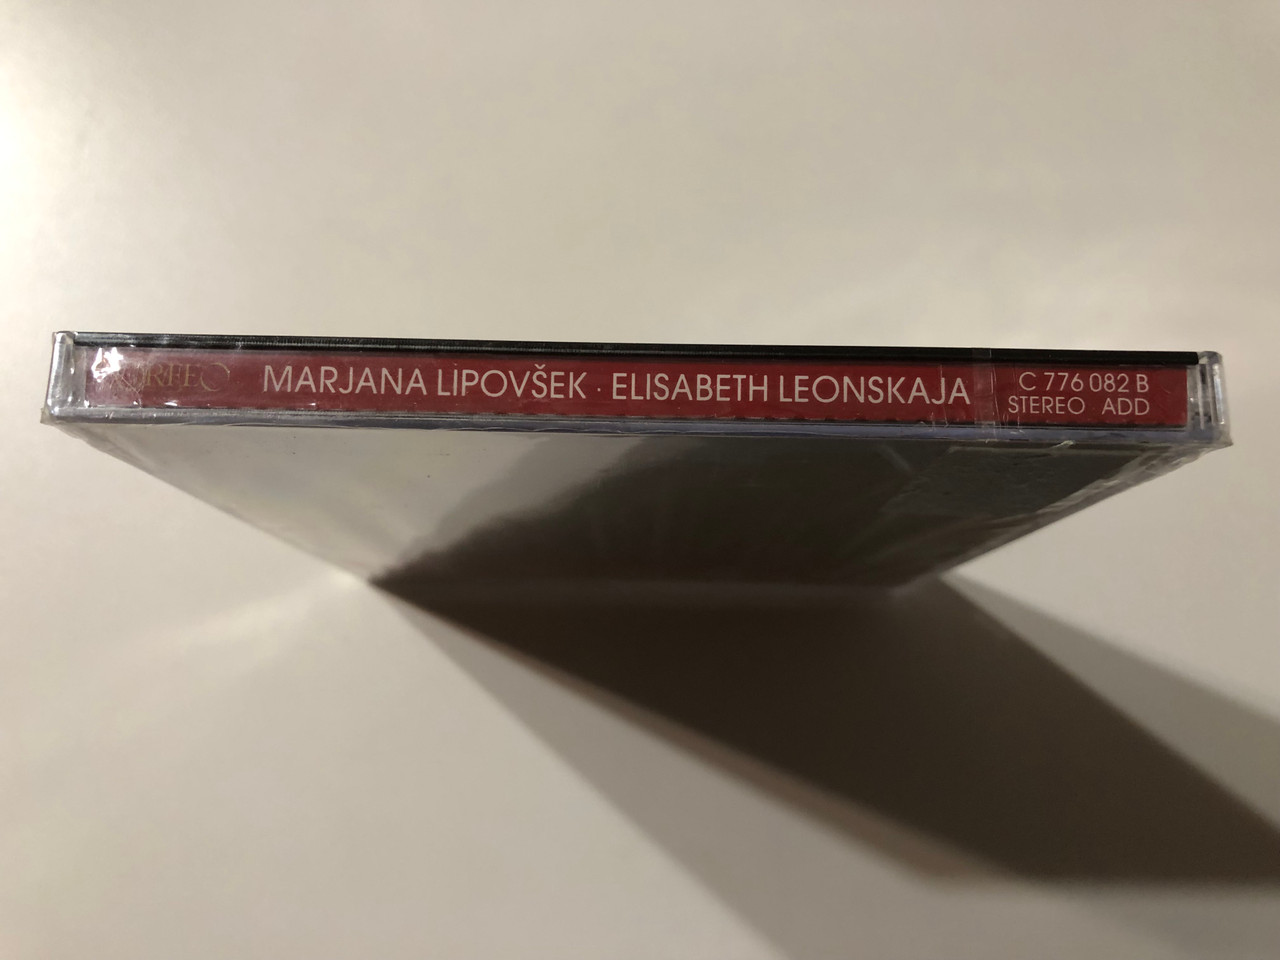 ORFEO MARJANA LIPOVŠEK · ELISABETH LEONSKAJA C 776 082 B
STEREO ADD